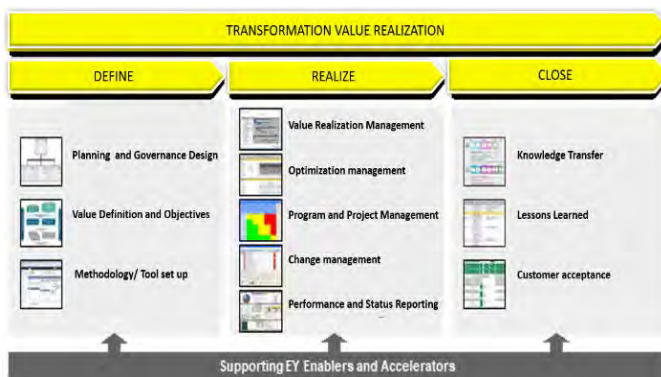 TRANSFORMATION VALUE REALIZATION
DEFINE
REALIZE
CLOSE
Planning and Governance Design
Value Definition and Objectives
Methodology/ Tool set up
Value Realization Management
Optimization management
Program and Project Management
Change management
Performance and Status Reporting
Knowledge Transfer
Lessons Learned
Customer acceptance
Supporting EY Enablers and Accelerators